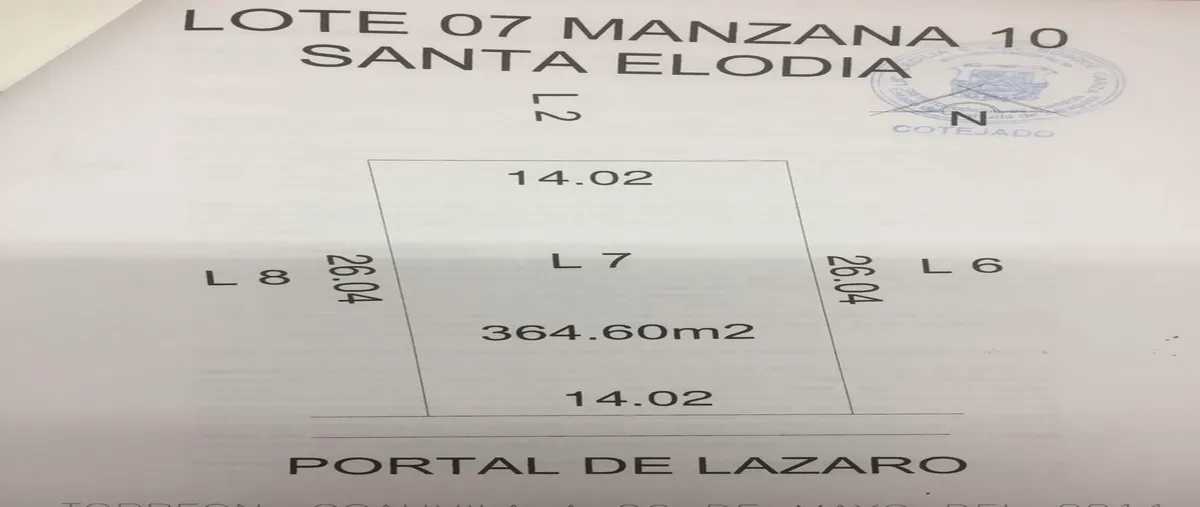 LOTE 07 MANZANA 10
SANTA ELODIA
L2
N
COTEJADO
14.02
L 7
L 8
26.04
26.04
L 6
364.60m2
14.02
PORTAL DE LAZARO